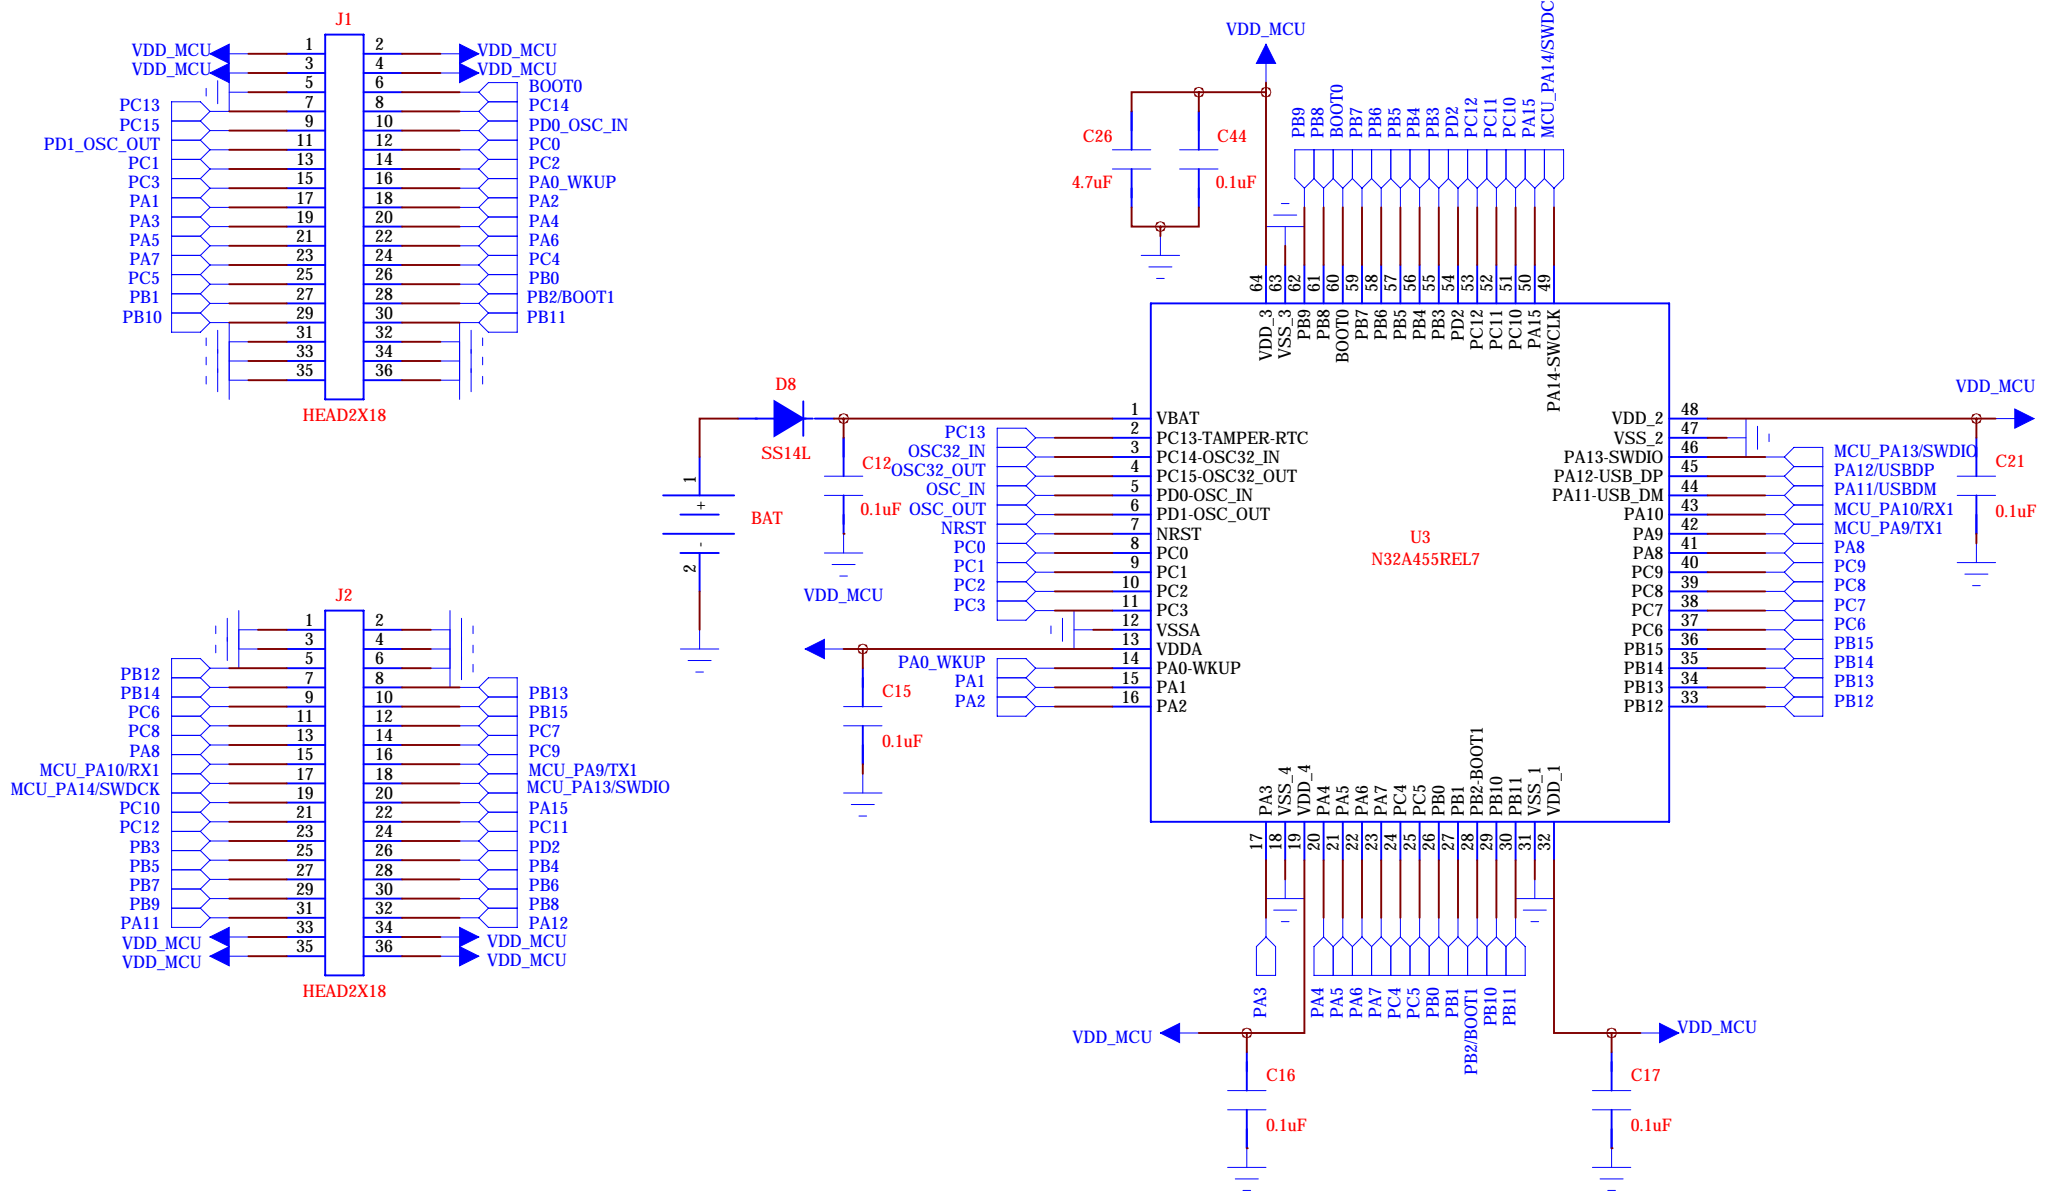 J1
VDD_MCU 1 2 VDD_MCU
VDD_MCU 3 4 VDD_MCU
5 6 BOOT0
PC13 7 8 PC14
PC15 9 10 PD0_OSC_IN
PD1_OSC_OUT 11 12 PC0
PC1 13 14 PC2
PC3 15 16 PA0_WKUP
PA1 17 18 PA2
PA3 19 20 PA4
PA5 21 22 PA6
PA7 23 24 PC4
PC5 25 26 PB0
PB1 27 28 PB2/BOOT1
PB10 29 30 PB11
31 32
33 34
35 36
HEAD2X18
J2
1 2
3 4
5 6
PB12 7 8 PB13
PB14 9 10 PB15
PC6 11 12 PC7
PC8 13 14 PC9
PA8 15 16 MCU_PA9/TX1
MCU_PA10/RX1 17 18 MCU_PA13/SWDIO
MCU_PA14/SWDCK 19 20 PA15
PC10 21 22 PC11
PC12 23 24 PD2
PB3 25 26 PB4
PB5 27 28 PB6
PB7 29 30 PB8
PB9 31 32 PA12
PA11 33 34 VDD_MCU
VDD_MCU 35 36 VDD_MCU
VDD_MCU
HEAD2X18
VDD_MCU
C26
4.7uF
C44
0.1uF
PB9
PB8
BOOT0
PB7
PB6
PB5
PB4
PB3
PD2
PC12
PC11
PC10
PA15
MCU_PA14/SWDC
64 VDD_3
63 VSS_3
62 PB9
61 PB8
60 BOOT0
59 PB7
58 PB6
57 PB5
56 PB4
55 PB3
54 PD2
53 PC12
52 PC11
51 PC10
50 PA15
49 PA14-SWCLK
D8
SS14L
1
+
-
2
BAT
C12
0.1uF
VDD_MCU
C15
0.1uF
1 VBAT
PC13 2 PC13-TAMPER-RTC
OSC32_IN 3 PC14-OSC32_IN
OSC32_OUT 4 PC15-OSC32_OUT
OSC_IN 5 PD0-OSC_IN
OSC_OUT 6 PD1-OSC_OUT
NRST 7 NRST
PC0 8 PC0
PC1 9 PC1
PC2 10 PC2
PC3 11 PC3
12 VSSA
13 VDDA
PA0_WKUP 14 PA0-WKUP
PA1 15 PA1
PA2 16 PA2
U3
N32A455REL7
VDD_MCU
VDD_2 48
VSS_2 47
PA13-SWDIO 46 MCU_PA13/SWDIO
PA12-USB_DP 45 PA12/USBDP
PA11-USB_DM 44 PA11/USBDM
PA10 43 MCU_PA10/RX1
PA9 42 MCU_PA9/TX1
PA8 41 PA8
PC9 40 PC9
PC8 39 PC8
PC7 38 PC7
PC6 37 PC6
PB15 36 PB15
PB14 35 PB14
PB13 34 PB13
PB12 33 PB12
C21
0.1uF
PA3 17 PA3
VSS_4 18
VDD_4 19
PA4 20 PA4
PA5 21 PA5
PA6 22 PA6
PA7 23 PA7
PC4 24 PC4
PC5 25 PC5
PB0 26 PB0
PB1 27 PB1
PB2-BOOT1 28 PB2/BOOT1
PB10 29 PB10
PB11 30 PB11
VSS_1 31
VDD_1 32
VDD_MCU
C16
0.1uF
VDD_MCU
C17
0.1uF